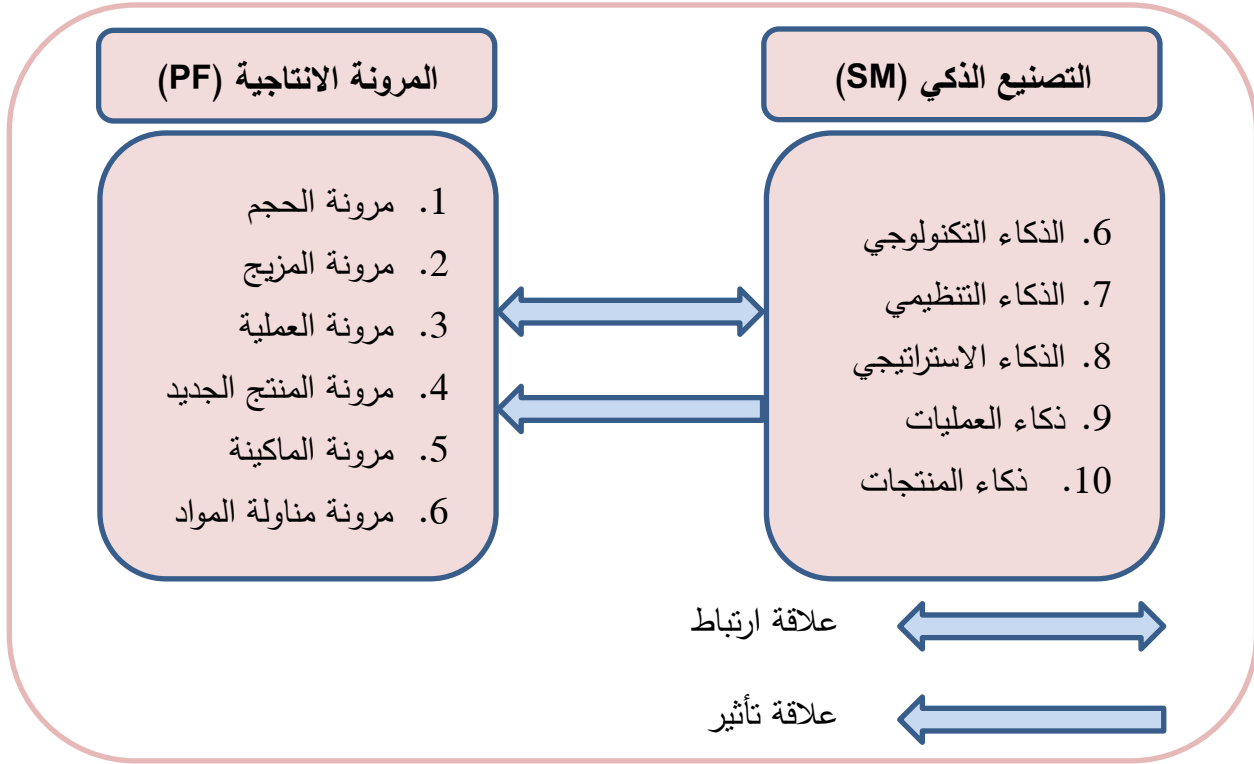 التصنيع الذكي (SM)
6. الذكاء التكنولوجي
7. الذكاء التنظيمي
8. الذكاء الاستراتيجي
9. ذكاء العمليات
10. ذكاء المنتجات
المرونة الانتاجية (PF)
1. مرونة الحجم
2. مرونة المزيج
3. مرونة العملية
4. مرونة المنتج الجديد
5. مرونة الماكينة
6. مرونة مناولة المواد
علاقة ارتباط
علاقة تأثير